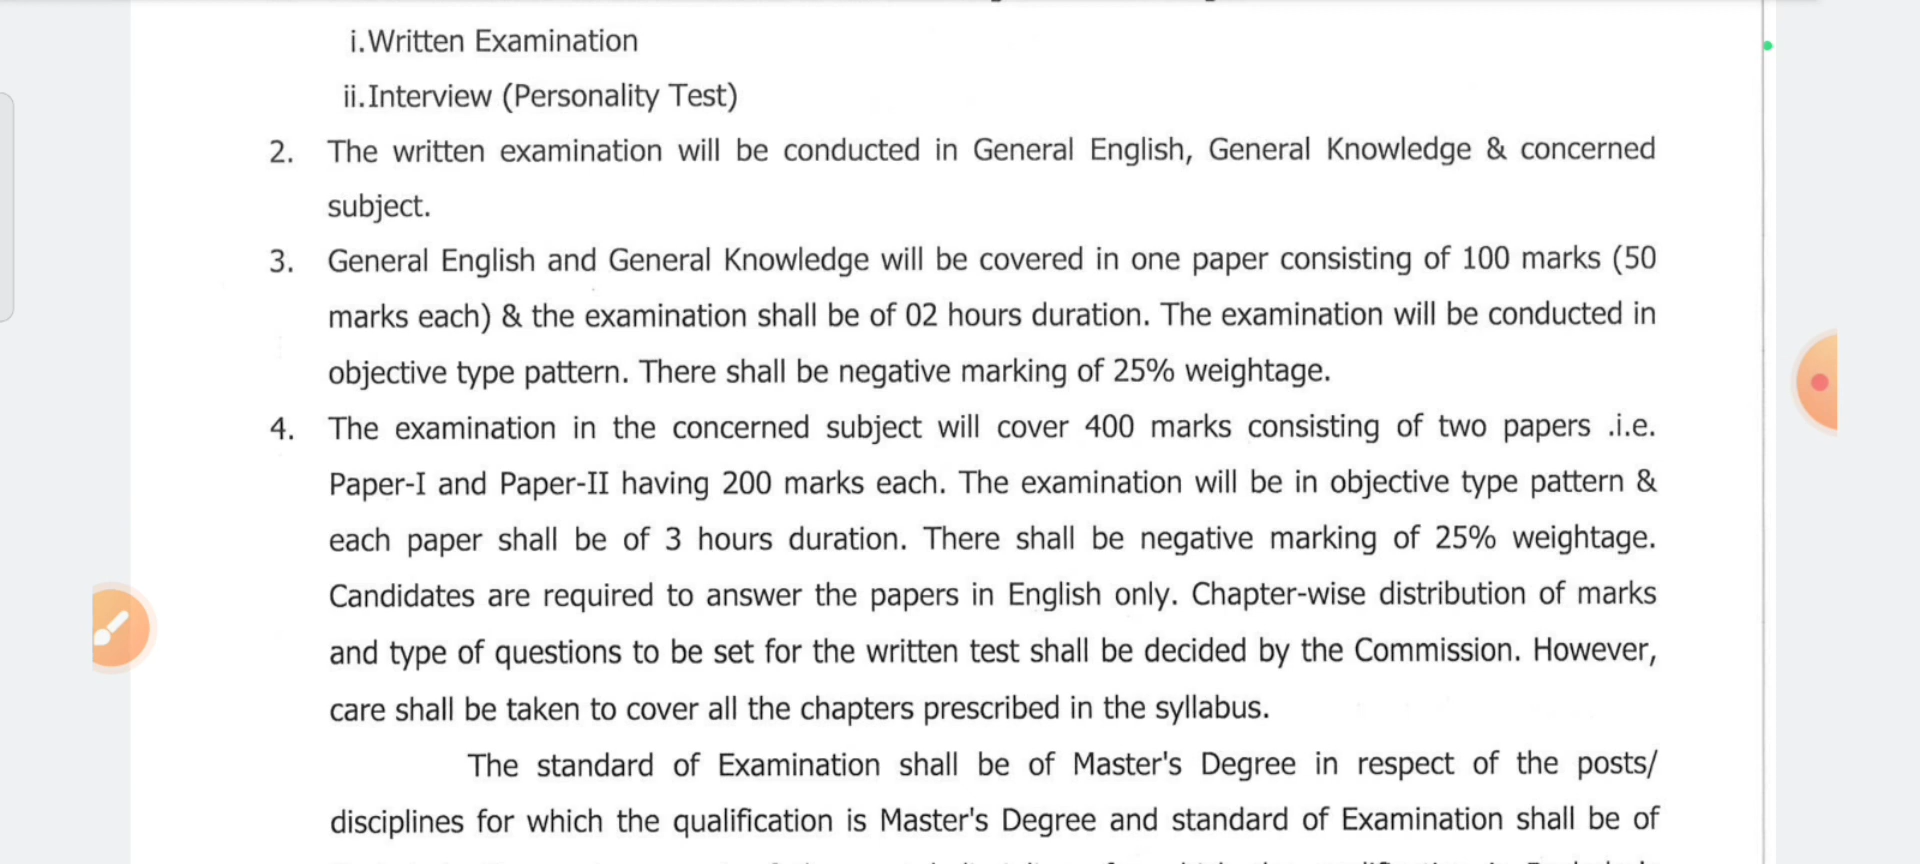 i.Written Examination
ii.Interview (Personality Test)
2. The written examination will be conducted in General English, General Knowledge & concerned
subject.
3. General English and General Knowledge will be covered in one paper consisting of 100 marks (50
marks each) & the examination shall be of 02 hours duration. The examination will be conducted in
objective type pattern. There shall be negative marking of 25% weightage.
4. The examination in the concerned subject will cover 400 marks consisting of two papers .i.e.
Paper-I and Paper-II having 200 marks each. The examination will be in objective type pattern &
each paper shall be of 3 hours duration. There shall be negative marking of 25% weightage.
Candidates are required to answer the papers in English only. Chapter-wise distribution of marks
and type of questions to be set for the written test shall be decided by the Commission. However,
care shall be taken to cover all the chapters prescribed in the syllabus.
The standard of Examination shall be of Master's Degree in respect of the posts/
disciplines for which the qualification is Master's Degree and standard of Examination shall be of